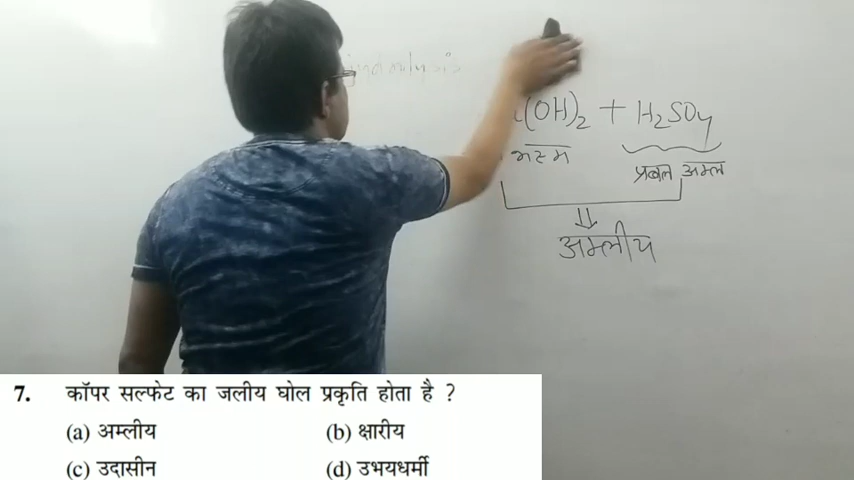 (OH)₂ + H₂SO₄
भस्म
प्रबल अम्ल
⇓
अम्लीय
7. कॉपर सल्फेट का जलीय घोल प्रकृति होता है ?
(a) अम्लीय (b) क्षारीय
(c) उदासीन (d) उभयधर्मी